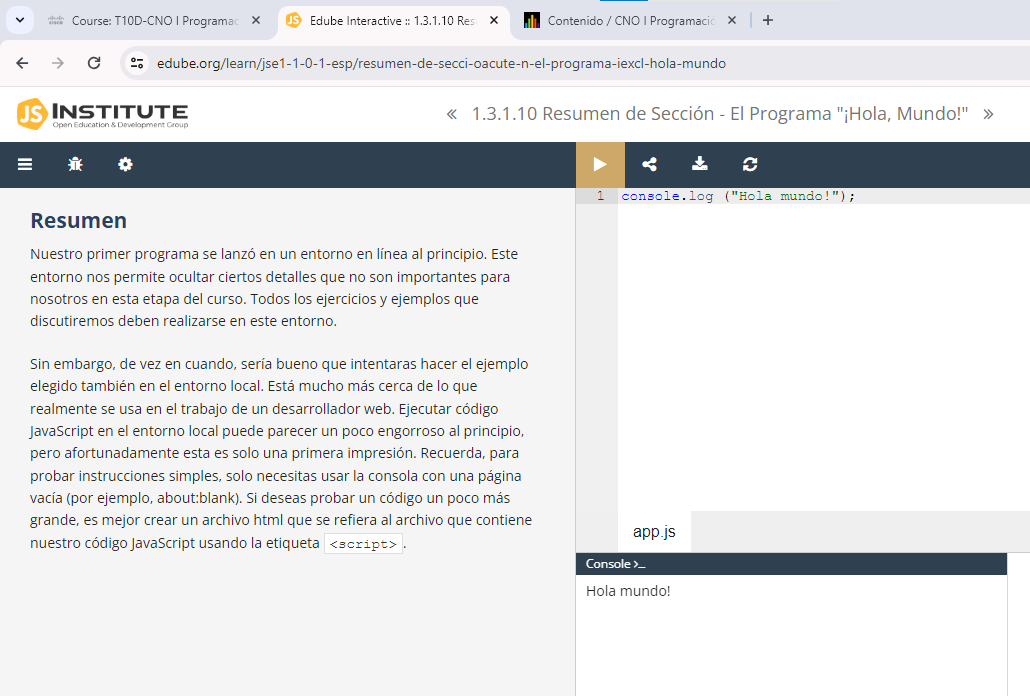 Course: T10D-CNO I Programac
Edube Interactive :: 1.3.1.10 Res
Contenido / CNO I Programació
edube.org/learn/jse1-1-0-1-esp/resumen-de-secci-oacute-n-el-programa-iexcl-hola-mundo
JS INSTITUTE
Open Education & Development Group
« 1.3.1.10 Resumen de Sección - El Programa "¡Hola, Mundo!" »
Resumen
Nuestro primer programa se lanzó en un entorno en línea al principio. Este
entorno nos permite ocultar ciertos detalles que no son importantes para
nosotros en esta etapa del curso. Todos los ejercicios y ejemplos que
discutiremos deben realizarse en este entorno.
Sin embargo, de vez en cuando, sería bueno que intentaras hacer el ejemplo
elegido también en el entorno local. Está mucho más cerca de lo que
realmente se usa en el trabajo de un desarrollador web. Ejecutar código
JavaScript en el entorno local puede parecer un poco engorroso al principio,
pero afortunadamente esta es solo una primera impresión. Recuerda, para
probar instrucciones simples, solo necesitas usar la consola con una página
vacía (por ejemplo, about:blank). Si deseas probar un código un poco más
grande, es mejor crear un archivo html que se refiera al archivo que contiene
nuestro código JavaScript usando la etiqueta <script>.
1 console.log ("Hola mundo!");
app.js
Console >_
Hola mundo!